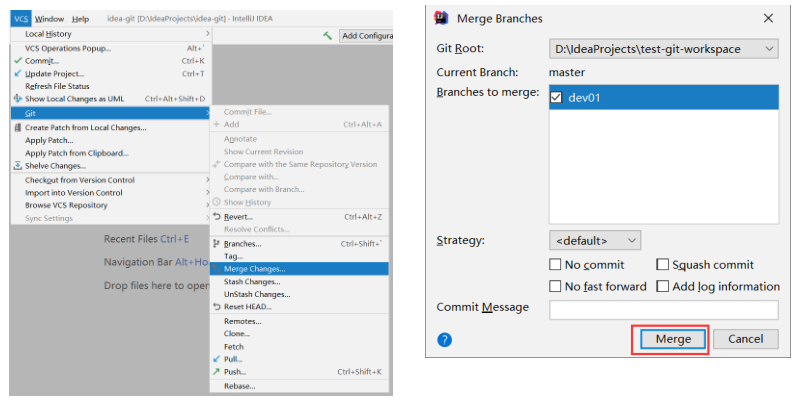 VCS Window Help idea-git [D:\IdeaProjects\idea-git] - IntelliJ IDEA
Add Configura
Local History
VCS Operations Popup... Alt+`
Commit... Ctrl+K
Update Project... Ctrl+T
Refresh File Status
Show Local Changes as UML Ctrl+Alt+Shift+D
Git
Create Patch from Local Changes...
Apply Patch...
Apply Patch from Clipboard...
Shelve Changes...
Checkout from Version Control
Import into Version Control
Browse VCS Repository
Sync Settings
Commit File...
Add Ctrl+Alt+A
Annotate
Show Current Revision
Compare with the Same Repository Version
Compare with...
Compare with Branch...
Show History
Revert... Ctrl+Alt+Z
Resolve Conflicts...
Branches... Ctrl+Shift+`
Tag...
Merge Changes...
Stash Changes...
UnStash Changes...
Reset HEAD...
Remotes...
Clone...
Fetch
Pull...
Push... Ctrl+Shift+K
Rebase...
Recent Files Ctrl+E
Navigation Bar Alt+Ho
Drop files here to open
Merge Branches
Git Root: D:\IdeaProjects\test-git-workspace
Current Branch: master
Branches to merge: dev01
Strategy: <default>
No commit Squash commit
No fast forward Add log information
Commit Message
? Merge Cancel